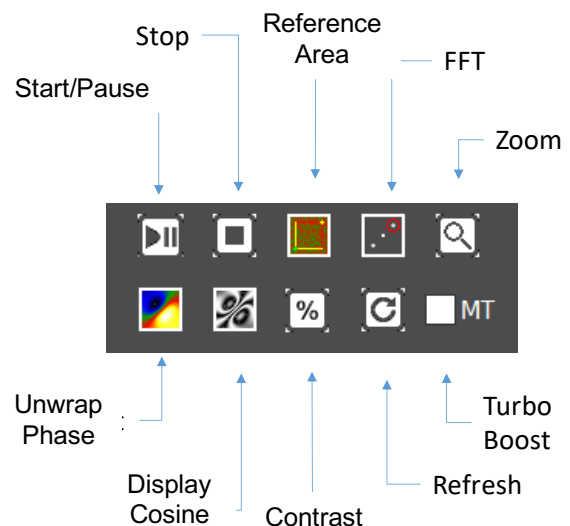 Reference
Area
Stop
FFT
Start/Pause
Zoom
%
MT
Unwrap
Phase
:
Turbo
Boost
Display
Cosine
Refresh
Contrast